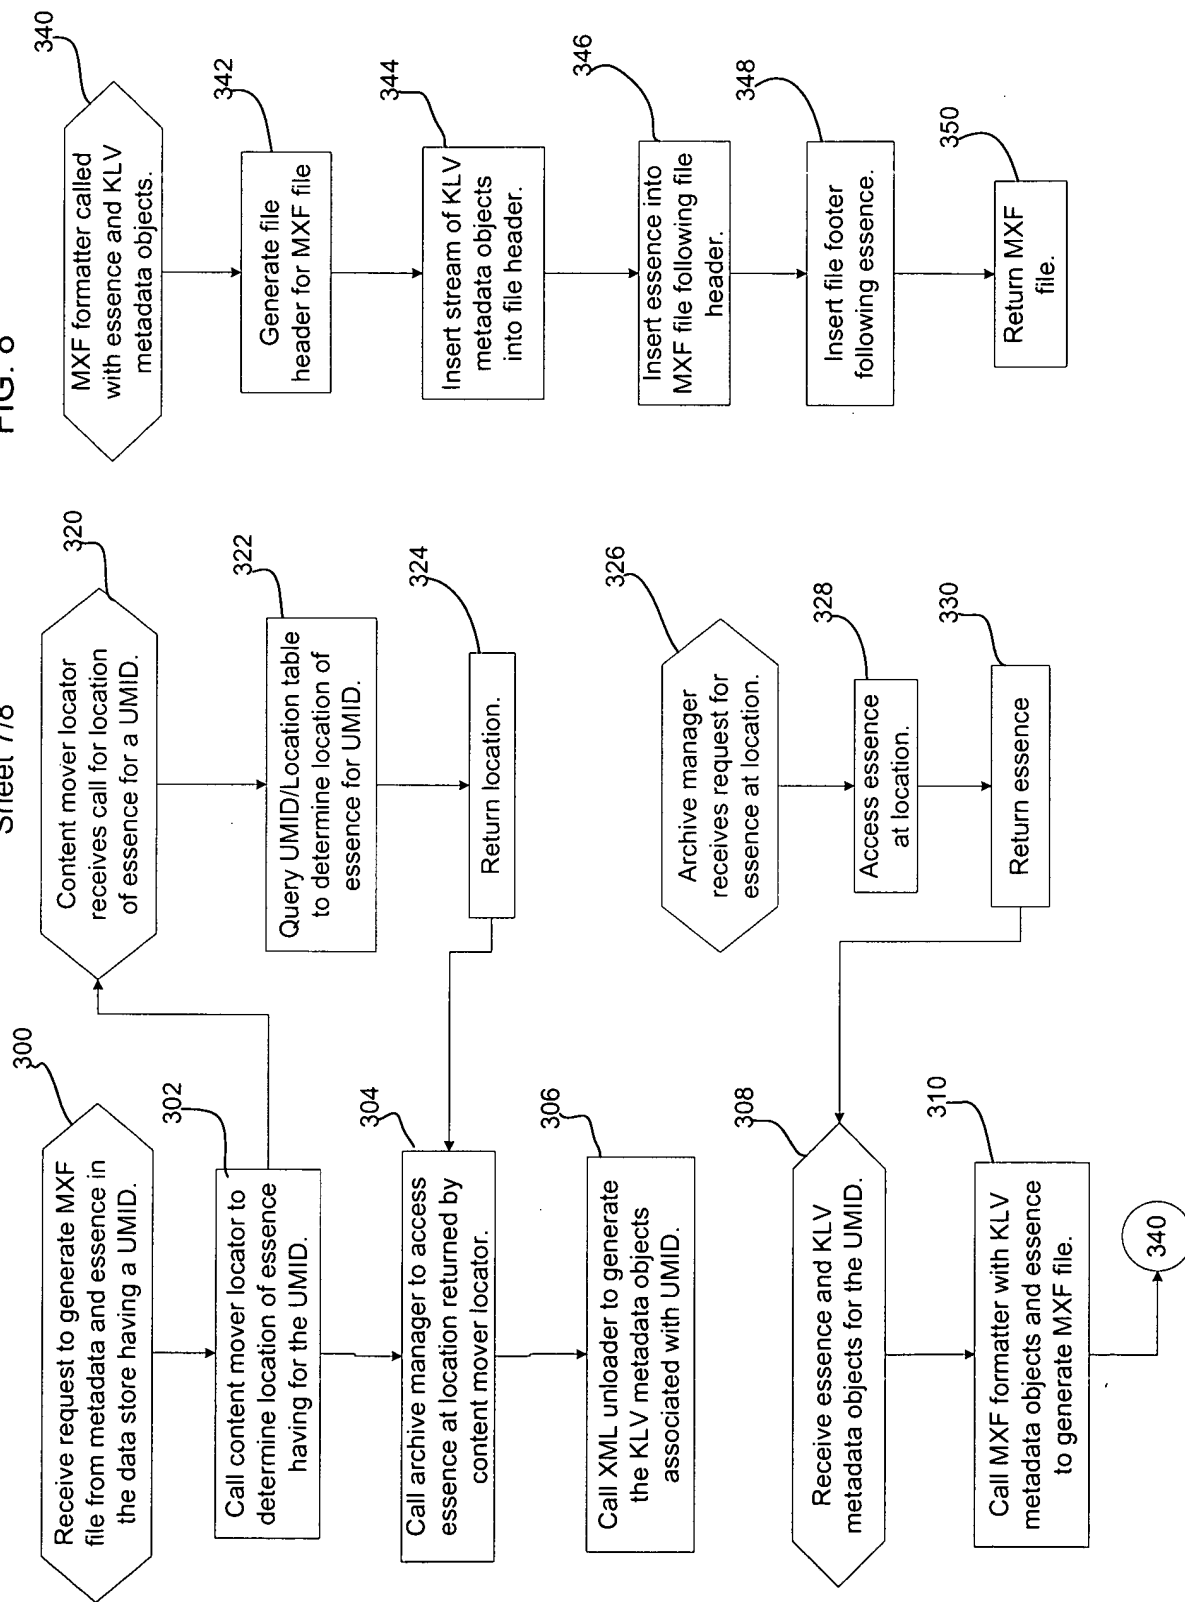 Sheet 7/8
FIG. 8
300
Receive request to generate MXF
file from metadata and essence in
the data store having a UMID.
302
Call content mover locator to
determine location of essence
having for the UMID.
304
Call archive manager to access
essence at location returned by
content mover locator.
306
Call XML unloader to generate
the KLV metadata objects
associated with UMID.
308
Receive essence and KLV
metadata objects for the UMID.
310
Call MXF formatter with KLV
metadata objects and essence
to generate MXF file.
340
320
Content mover locator
receives call for location
of essence for a UMID.
322
Query UMID/Location table
to determine location of
essence for UMID.
324
Return location.
326
Archive manager
receives request for
essence at location.
328
Access essence
at location.
330
Return essence
340
MXF formatter called
with essence and KLV
metadata objects.
342
Generate file
header for MXF file
344
Insert stream of KLV
metadata objects
into file header.
346
Insert essence into
MXF file following file
header.
348
Insert file footer
following essence.
350
Return MXF
file.